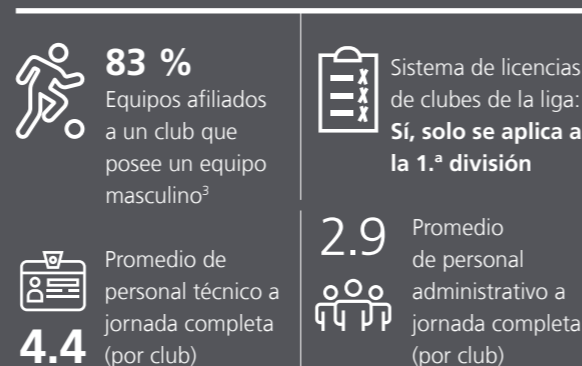 83 %
Equipos afiliados
a un club que
posee un equipo
masculino³
Sistema de licencias
de clubes de la liga:
Sí, solo se aplica a
la 1.ª división
Promedio de
personal técnico a
jornada completa
(por club)
4.4
2.9
Promedio
de personal
administrativo a
jornada completa
(por club)